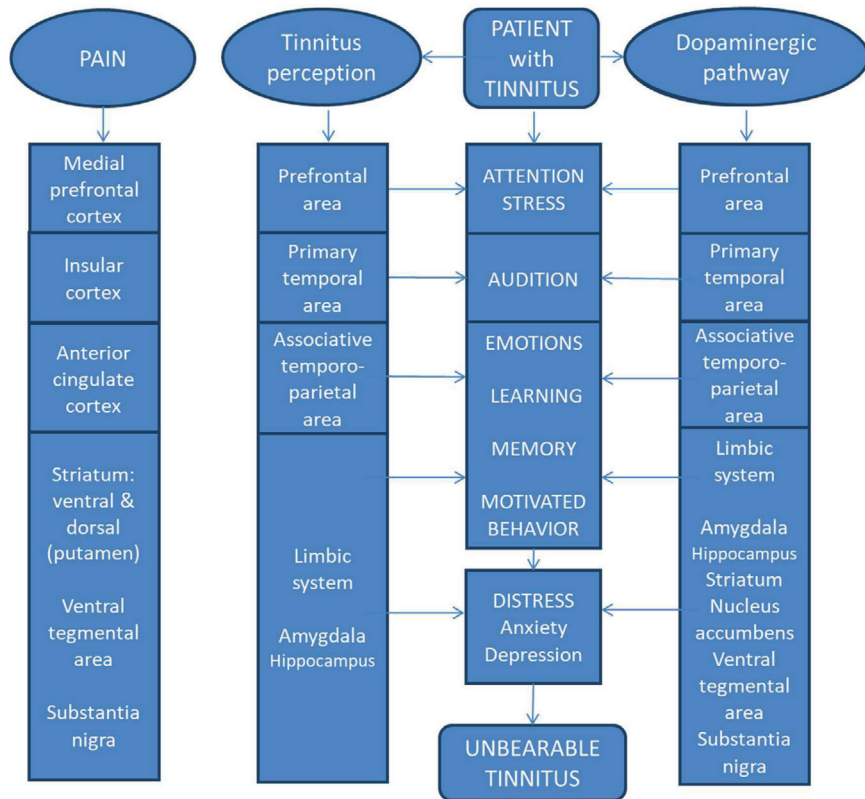 PAIN
Medial
prefrontal
cortex
Insular
cortex
Anterior
cingulate
cortex
Striatum:
ventral &
dorsal
(putamen)
Ventral
tegmental
area
Substantia
nigra
Tinnitus
perception
Prefrontal
area
Primary
temporal
area
Associative
temporo-
parietal
area
Limbic
system
Amygdala
Hippocampus
PATIENT
with
TINNITUS
ATTENTION
STRESS
AUDITION
EMOTIONS
LEARNING
MEMORY
MOTIVATED
BEHAVIOR
DISTRESS
Anxiety
Depression
UNBEARABLE
TINNITUS
Dopaminergic
pathway
Prefrontal
area
Primary
temporal
area
Associative
temporo-
parietal
area
Limbic
system
Amygdala
Hippocampus
Striatum
Nucleus
accumbens
Ventral
tegmental
area
Substantia
nigra